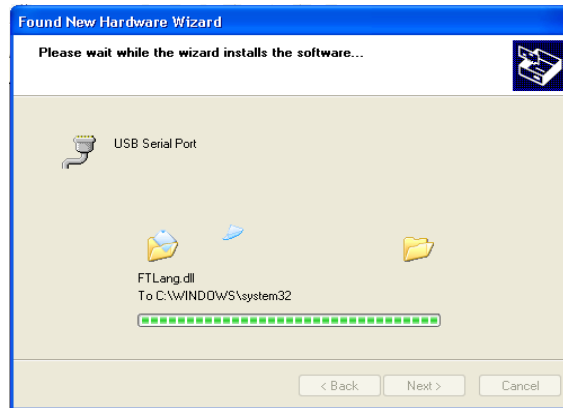 Found New Hardware Wizard
Please wait while the wizard installs the software...
USB Serial Port
FTLang.dll
To C:\WINDOWS\system32
< Back Next > Cancel